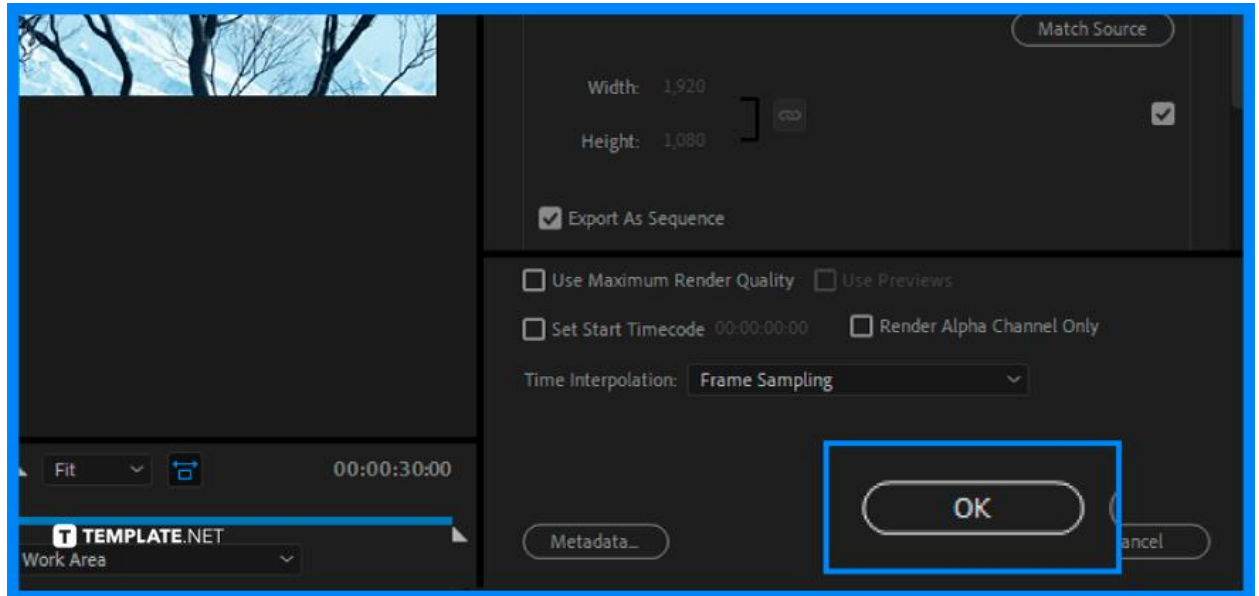 Match Source
Width: 1,920
Height: 1,080
Export As Sequence
Use Maximum Render Quality Use Previews
Set Start Timecode 00:00:00:00 Render Alpha Channel Only
Time Interpolation: Frame Sampling
Fit 00:00:30:00
OK
T TEMPLATE.NET
Metadata... ancel
Work Area